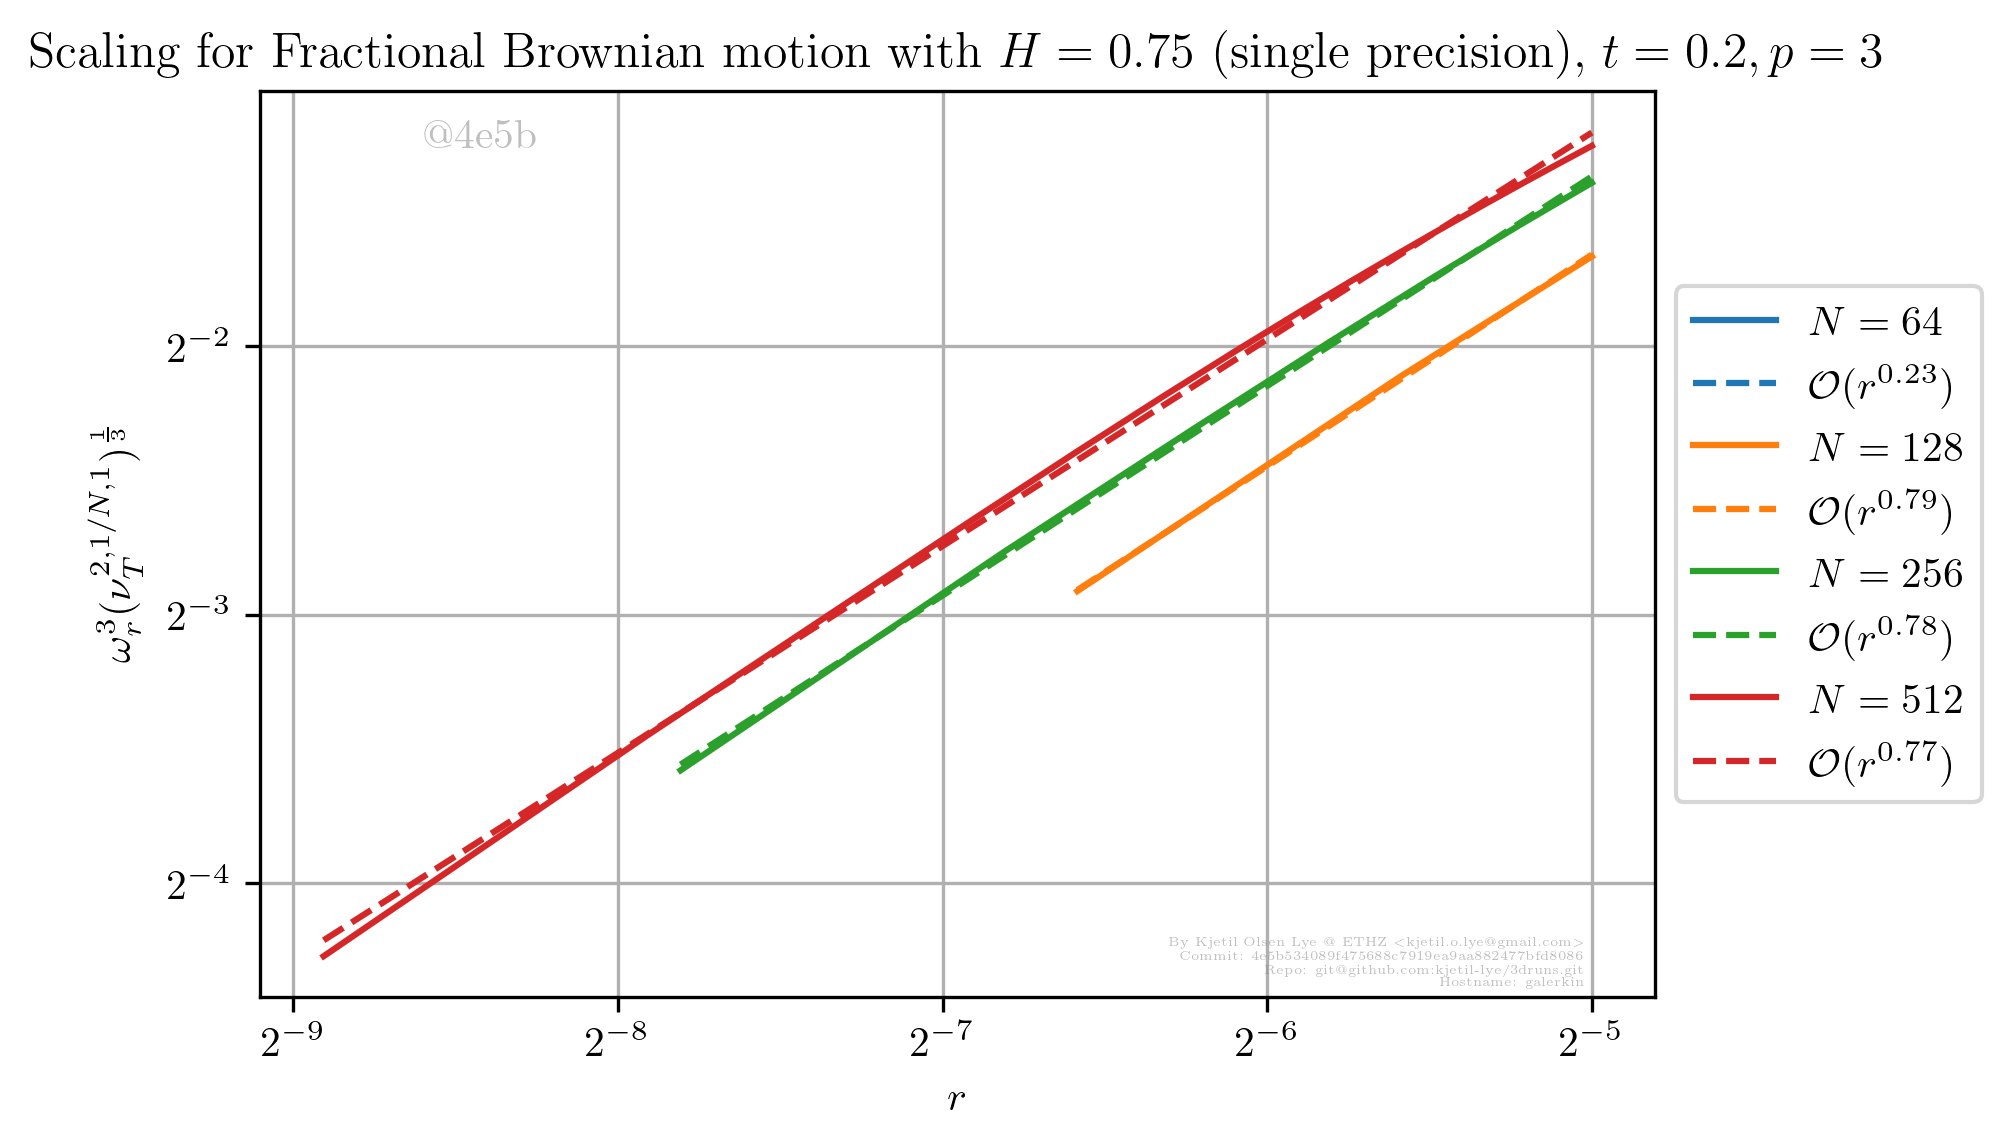 Scaling for Fractional Brownian motion with H = 0.75 (single precision), t = 0.2, p = 3
@4e5b
2^{-2}
2^{-3}
2^{-4}
ω_r^3(ν_T^{2,1/N,1})^{1/3}
By Kjetil Olsen Lye @ ETHZ <kjetil.o.lye@gmail.com>
Commit: 4e5b534089f475688c7919ea9aa882477bfd8086
Repo: git@github.com:kjetil-lye/3druns.git
Hostname: galerkin
2^{-9} 2^{-8} 2^{-7} 2^{-6} 2^{-5}
r
N = 64
𝒪(r^{0.23})
N = 128
𝒪(r^{0.79})
N = 256
𝒪(r^{0.78})
N = 512
𝒪(r^{0.77})